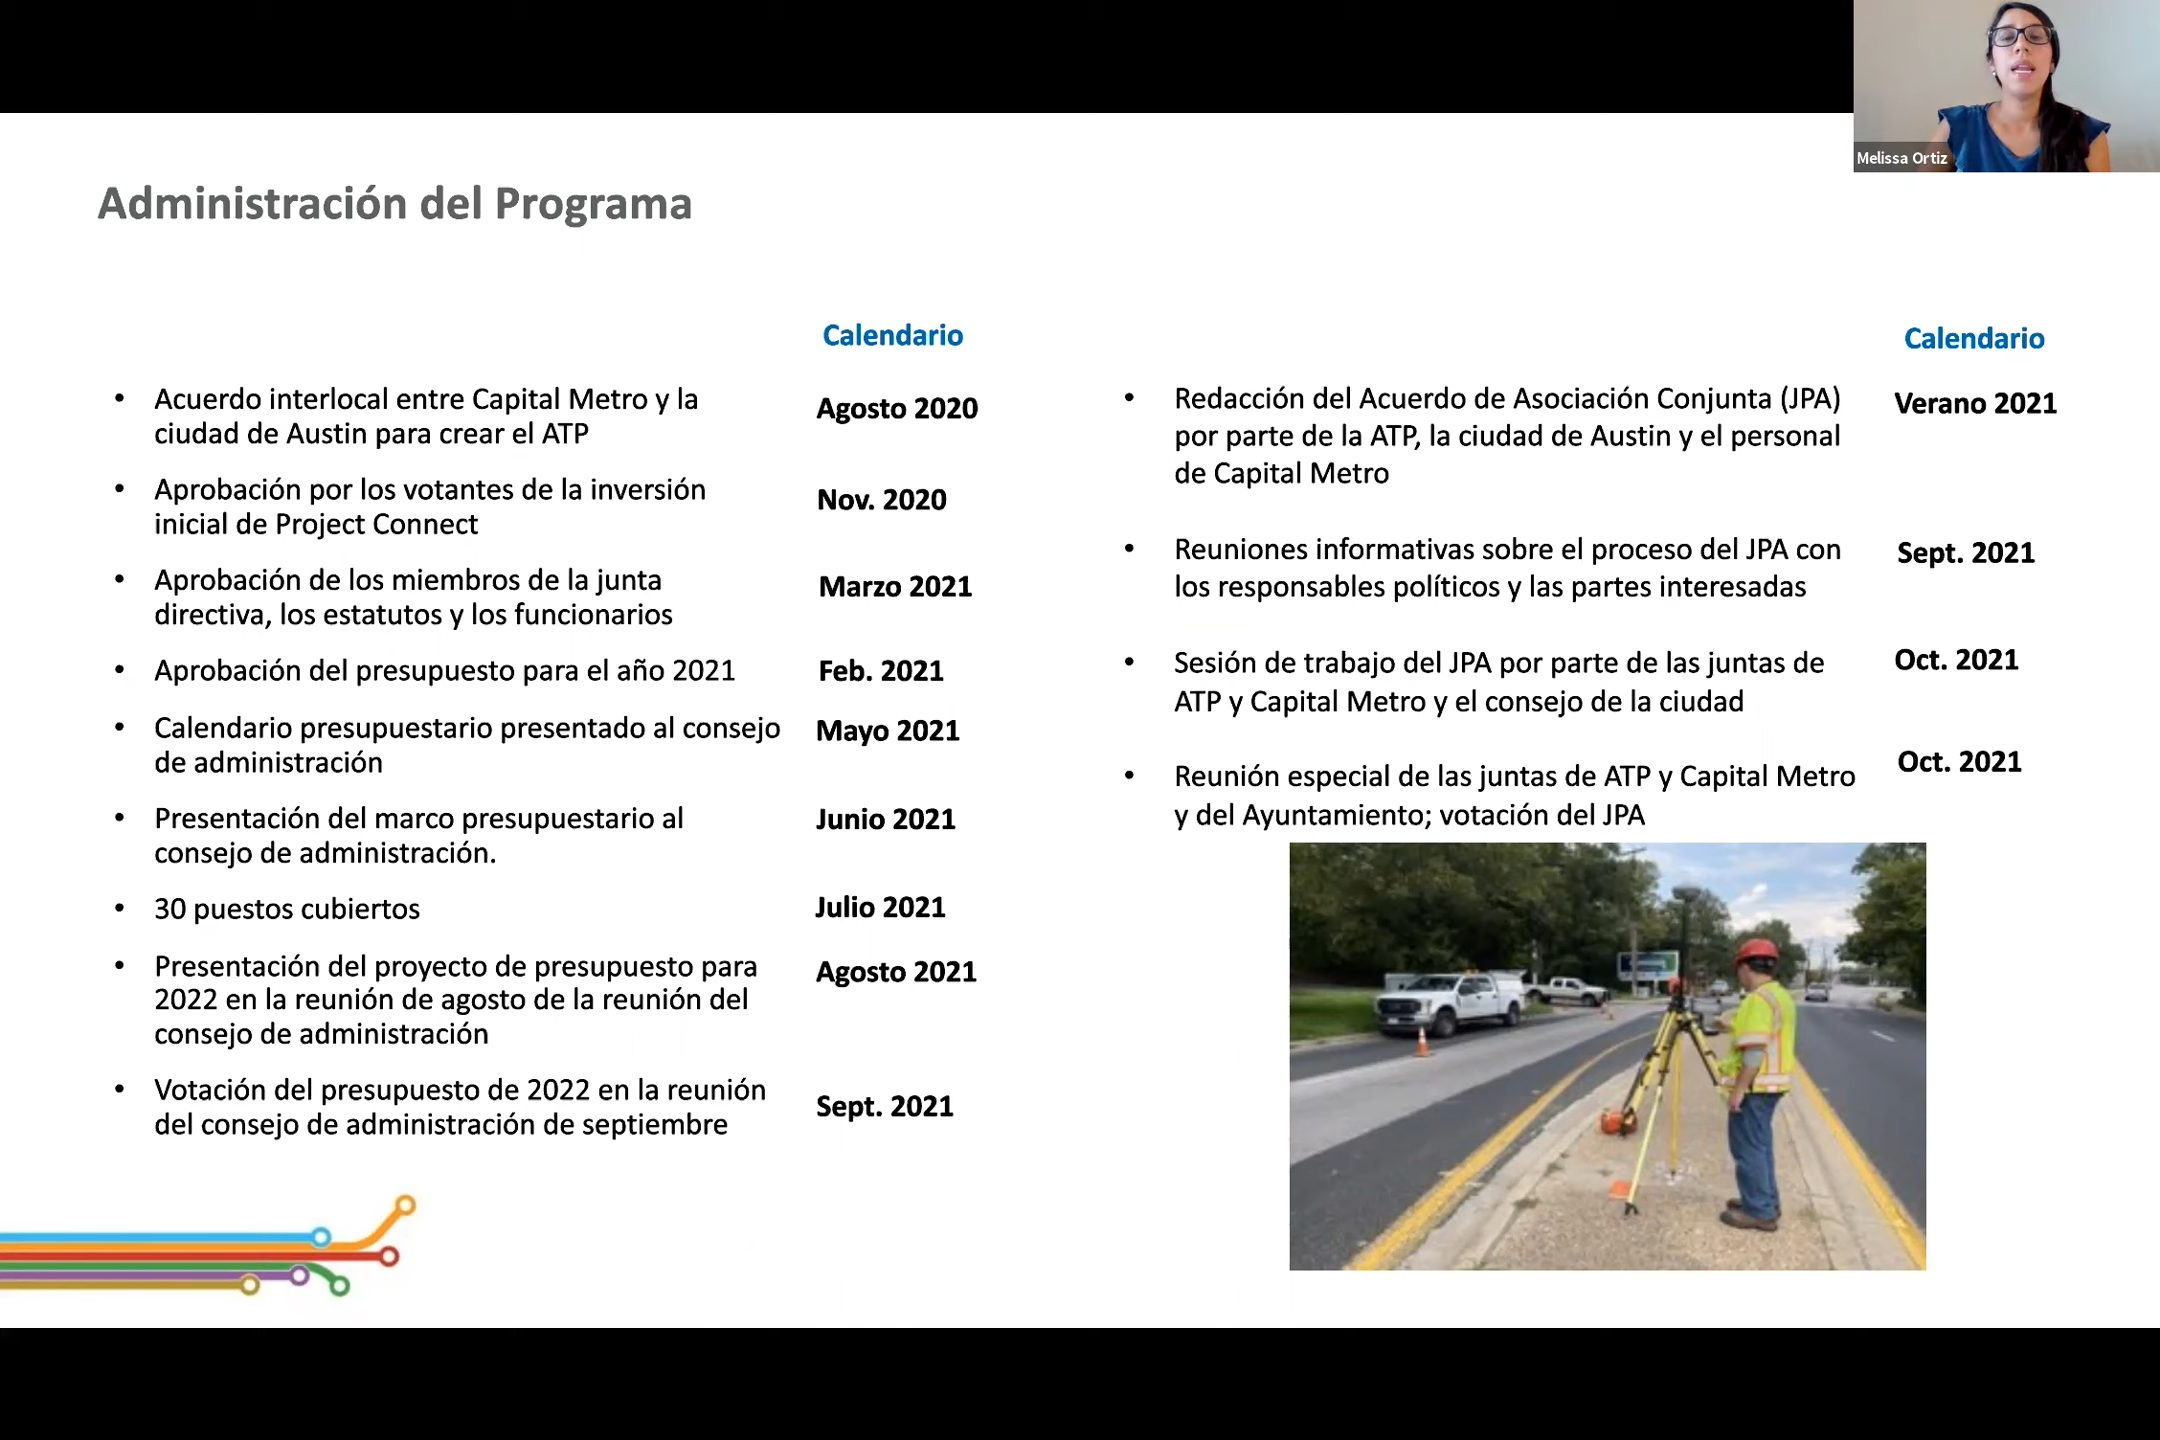 Melissa Ortiz
Administración del Programa
Calendario
• Acuerdo interlocal entre Capital Metro y la
ciudad de Austin para crear el ATP
Agosto 2020
• Aprobación por los votantes de la inversión
inicial de Project Connect
Nov. 2020
• Aprobación de los miembros de la junta
directiva, los estatutos y los funcionarios
Marzo 2021
• Aprobación del presupuesto para el año 2021
Feb. 2021
• Calendario presupuestario presentado al consejo
de administración
Mayo 2021
• Presentación del marco presupuestario al
consejo de administración.
Junio 2021
• 30 puestos cubiertos
Julio 2021
• Presentación del proyecto de presupuesto para
2022 en la reunión de agosto de la reunión del
consejo de administración
Agosto 2021
• Votación del presupuesto de 2022 en la reunión
del consejo de administración de septiembre
Sept. 2021
Calendario
• Redacción del Acuerdo de Asociación Conjunta (JPA)
por parte de la ATP, la ciudad de Austin y el personal
de Capital Metro
Verano 2021
• Reuniones informativas sobre el proceso del JPA con
los responsables políticos y las partes interesadas
Sept. 2021
• Sesión de trabajo del JPA por parte de las juntas de
ATP y Capital Metro y el consejo de la ciudad
Oct. 2021
• Reunión especial de las juntas de ATP y Capital Metro
y del Ayuntamiento; votación del JPA
Oct. 2021